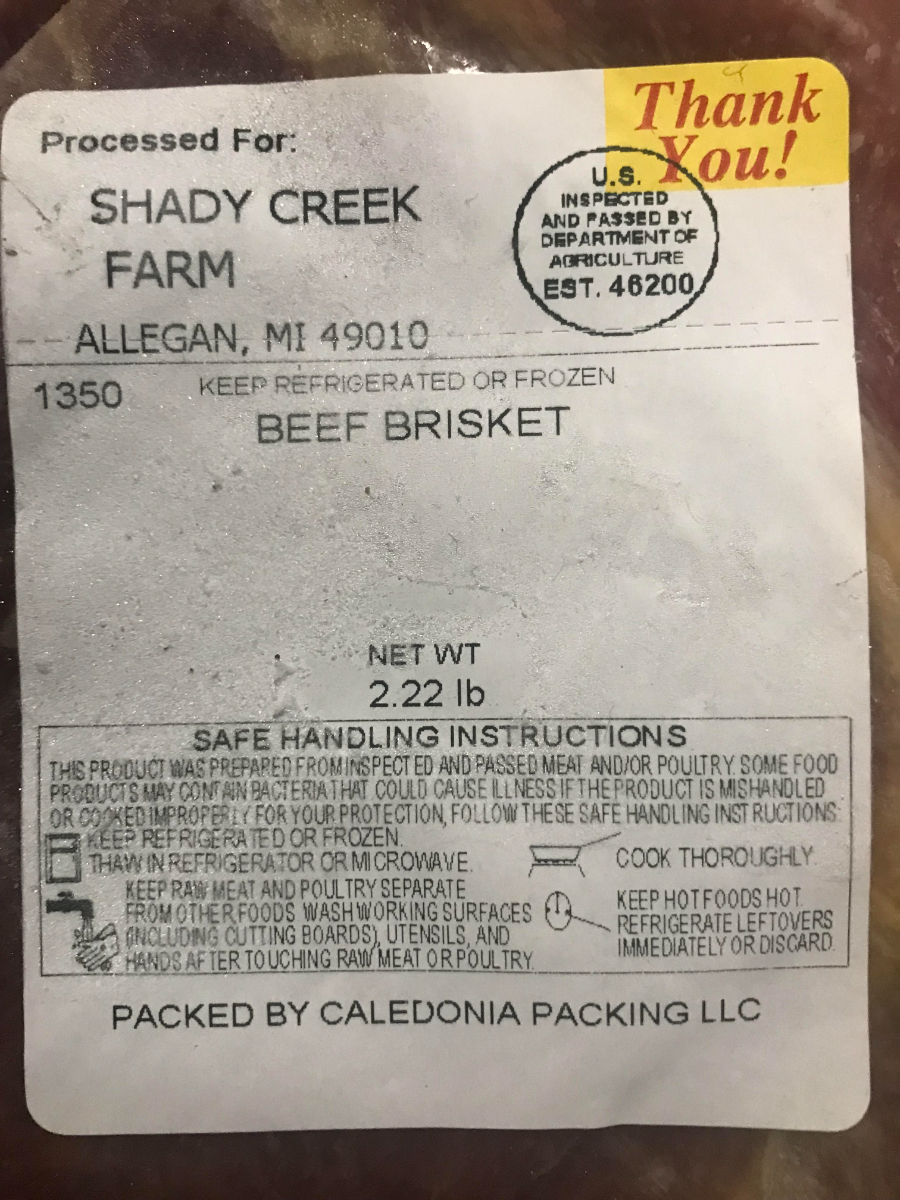 Thank
You!
Processed For:
SHADY CREEK
FARM
ALLEGAN, MI 49010
U.S.
INSPECTED
AND PASSED BY
DEPARTMENT OF
AGRICULTURE
EST. 46200
1350
KEEP REFRIGERATED OR FROZEN
BEEF BRISKET
NET WT
2.22 lb
SAFE HANDLING INSTRUCTIONS
THIS PRODUCT WAS PREPARED FROM INSPECTED AND PASSED MEAT AND/OR POULTRY. SOME FOOD
PRODUCTS MAY CONTAIN BACTERIA THAT COULD CAUSE ILLNESS IF THE PRODUCT IS MISHANDLED
OR COOKED IMPROPERLY. FOR YOUR PROTECTION, FOLLOW THESE SAFE HANDLING INSTRUCTIONS:
KEEP REFRIGERATED OR FROZEN.
THAW IN REFRIGERATOR OR MICROWAVE.
KEEP RAW MEAT AND POULTRY SEPARATE
FROM OTHER FOODS. WASH WORKING SURFACES
(INCLUDING CUTTING BOARDS), UTENSILS, AND
HANDS AFTER TOUCHING RAW MEAT OR POULTRY.
COOK THOROUGHLY.
KEEP HOT FOODS HOT.
REFRIGERATE LEFTOVERS
IMMEDIATELY OR DISCARD.
PACKED BY CALEDONIA PACKING LLC